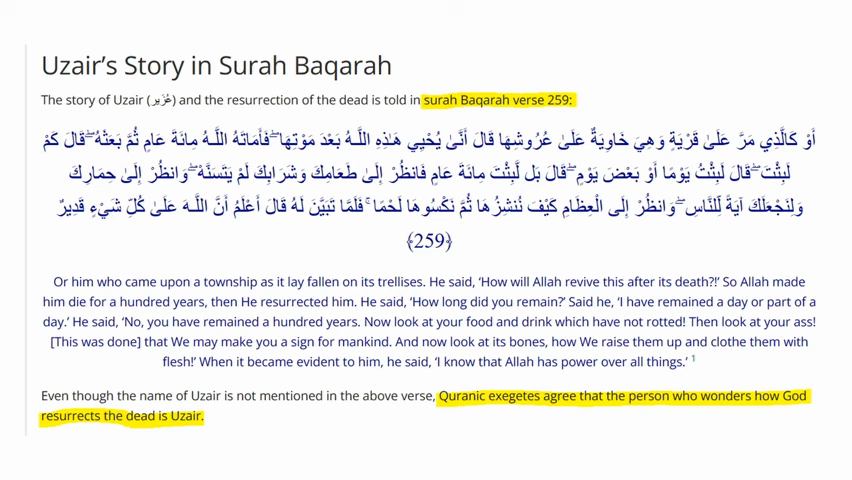 Uzair's Story in Surah Baqarah
The story of Uzair (عُزَیر) and the resurrection of the dead is told in surah Baqarah verse 259:
أَوْ كَالَّذِي مَرَّ عَلَىٰ قَرْيَةٍ وَهِيَ خَاوِيَةٌ عَلَىٰ عُرُوشِهَا قَالَ أَنَّىٰ يُحْيِي هَـٰذِهِ اللَّـهُ بَعْدَ مَوْتِهَا ۖ فَأَمَاتَهُ اللَّـهُ مِائَةَ عَامٍ ثُمَّ بَعَثَهُ ۖ قَالَ كَمْ
لَبِثْتَ ۖ قَالَ لَبِثْتُ يَوْمًا أَوْ بَعْضَ يَوْمٍ ۖ قَالَ بَل لَّبِثْتَ مِائَةَ عَامٍ فَانظُرْ إِلَىٰ طَعَامِكَ وَشَرَابِكَ لَمْ يَتَسَنَّهْ ۖ وَانظُرْ إِلَىٰ حِمَارِكَ
وَلِنَجْعَلَكَ آيَةً لِّلنَّاسِ ۖ وَانظُرْ إِلَى الْعِظَامِ كَيْفَ نُنشِزُهَا ثُمَّ نَكْسُوهَا لَحْمًا ۚ فَلَمَّا تَبَيَّنَ لَهُ قَالَ أَعْلَمُ أَنَّ اللَّـهَ عَلَىٰ كُلِّ شَيْءٍ قَدِيرٌ
﴿259﴾
Or him who came upon a township as it lay fallen on its trellises. He said, 'How will Allah revive this after its death?!' So Allah made
him die for a hundred years, then He resurrected him. He said, 'How long did you remain?' Said he, 'I have remained a day or part of a
day.' He said, 'No, you have remained a hundred years. Now look at your food and drink which have not rotted! Then look at your ass!
[This was done] that We may make you a sign for mankind. And now look at its bones, how We raise them up and clothe them with
flesh!' When it became evident to him, he said, 'I know that Allah has power over all things.' 1
Even though the name of Uzair is not mentioned in the above verse, Quranic exegetes agree that the person who wonders how God
resurrects the dead is Uzair.